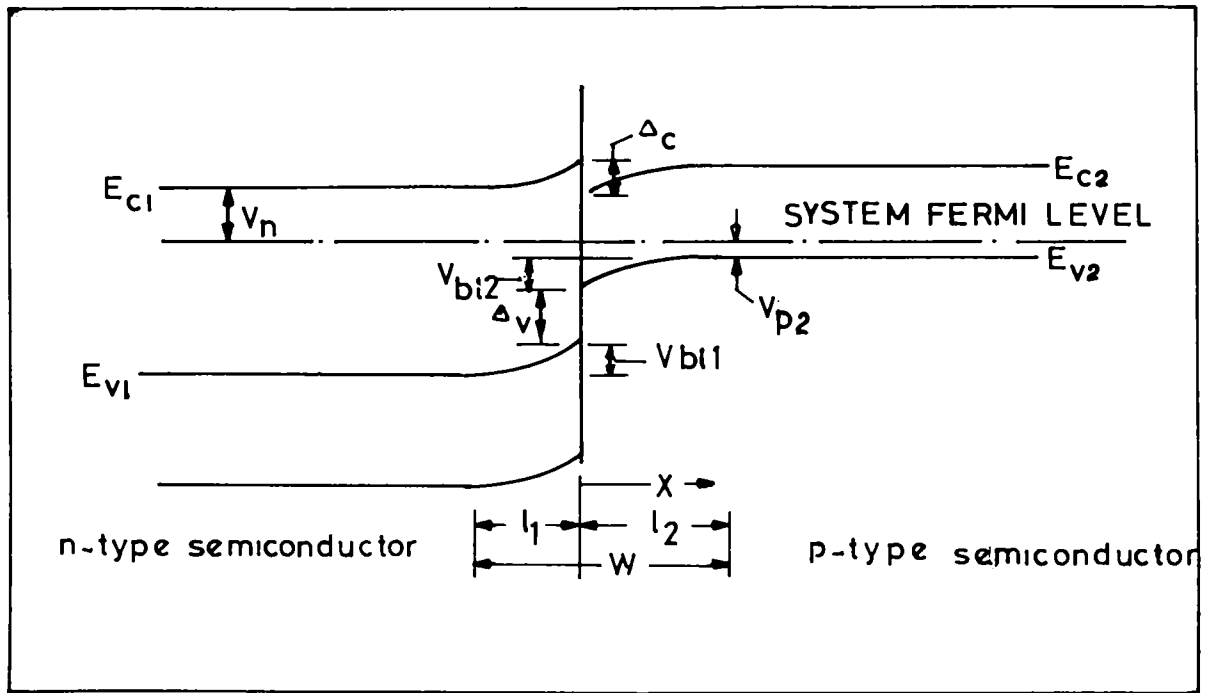 Δc
Ec1
Vn
Ec2
SYSTEM FERMI LEVEL
Ev2
Vbi2
Vp2
Δv
Vbi1
Ev1
X
l1
l2
n-type semiconductor
W
p-type semiconductor